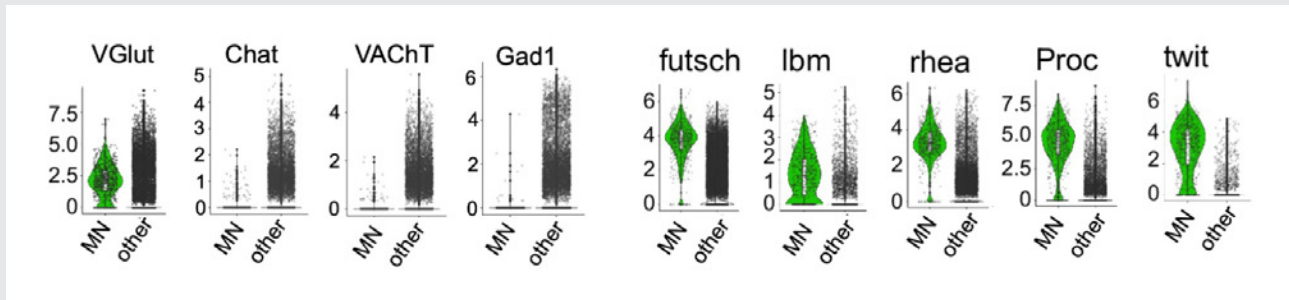 VGlut
7.5
5.0
2.5
0
MN
other
Chat
5
4
3
2
1
0
MN
other
VAChT
4
2
0
MN
other
Gad1
6
4
2
0
MN
other
futsch
6
4
2
0
MN
other
lbm
5
4
3
2
1
0
MN
other
rhea
6
4
2
0
MN
other
Proc
7.5
5.0
2.5
0
MN
other
twit
6
4
2
0
MN
other